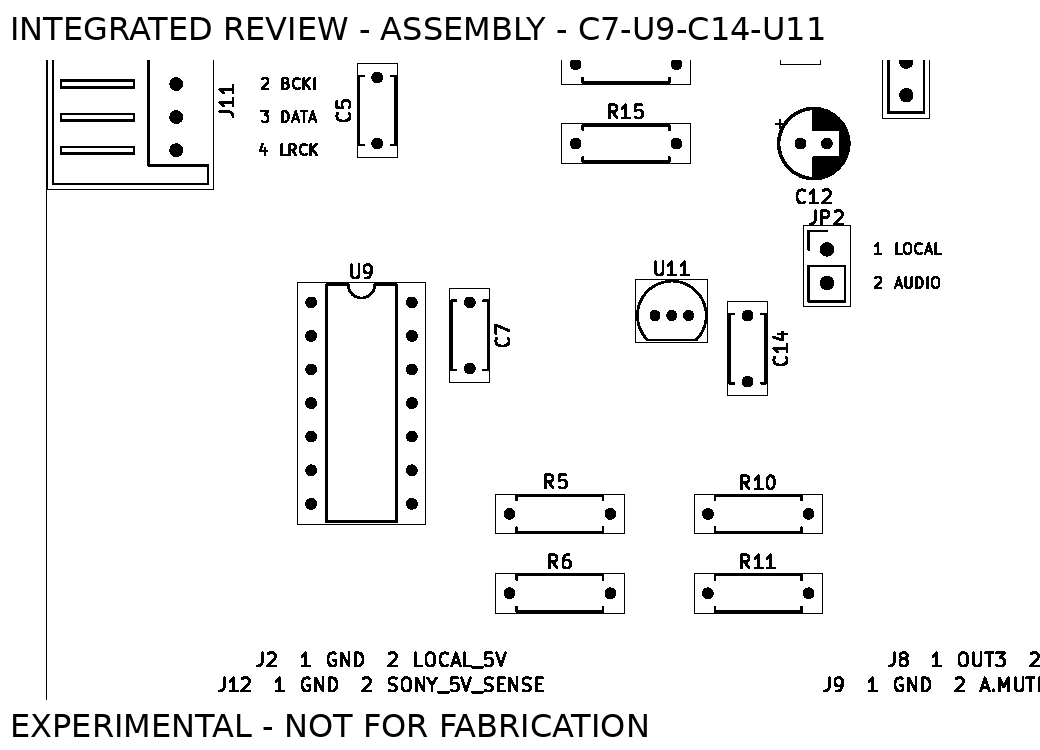 INTEGRATED REVIEW - ASSEMBLY - C7-U9-C14-U11
J11
2 BCKI
3 DATA
4 LRCK
C5
R15
+
C12
JP2
1 LOCAL
2 AUDIO
U9
C7
U11
C14
R5
R10
R6
R11
J2 1 GND 2 LOCAL_5V
J8 1 OUT3 2
J12 1 GND 2 SONY_5V_SENSE
J9 1 GND 2 A.MUT
EXPERIMENTAL - NOT FOR FABRICATION